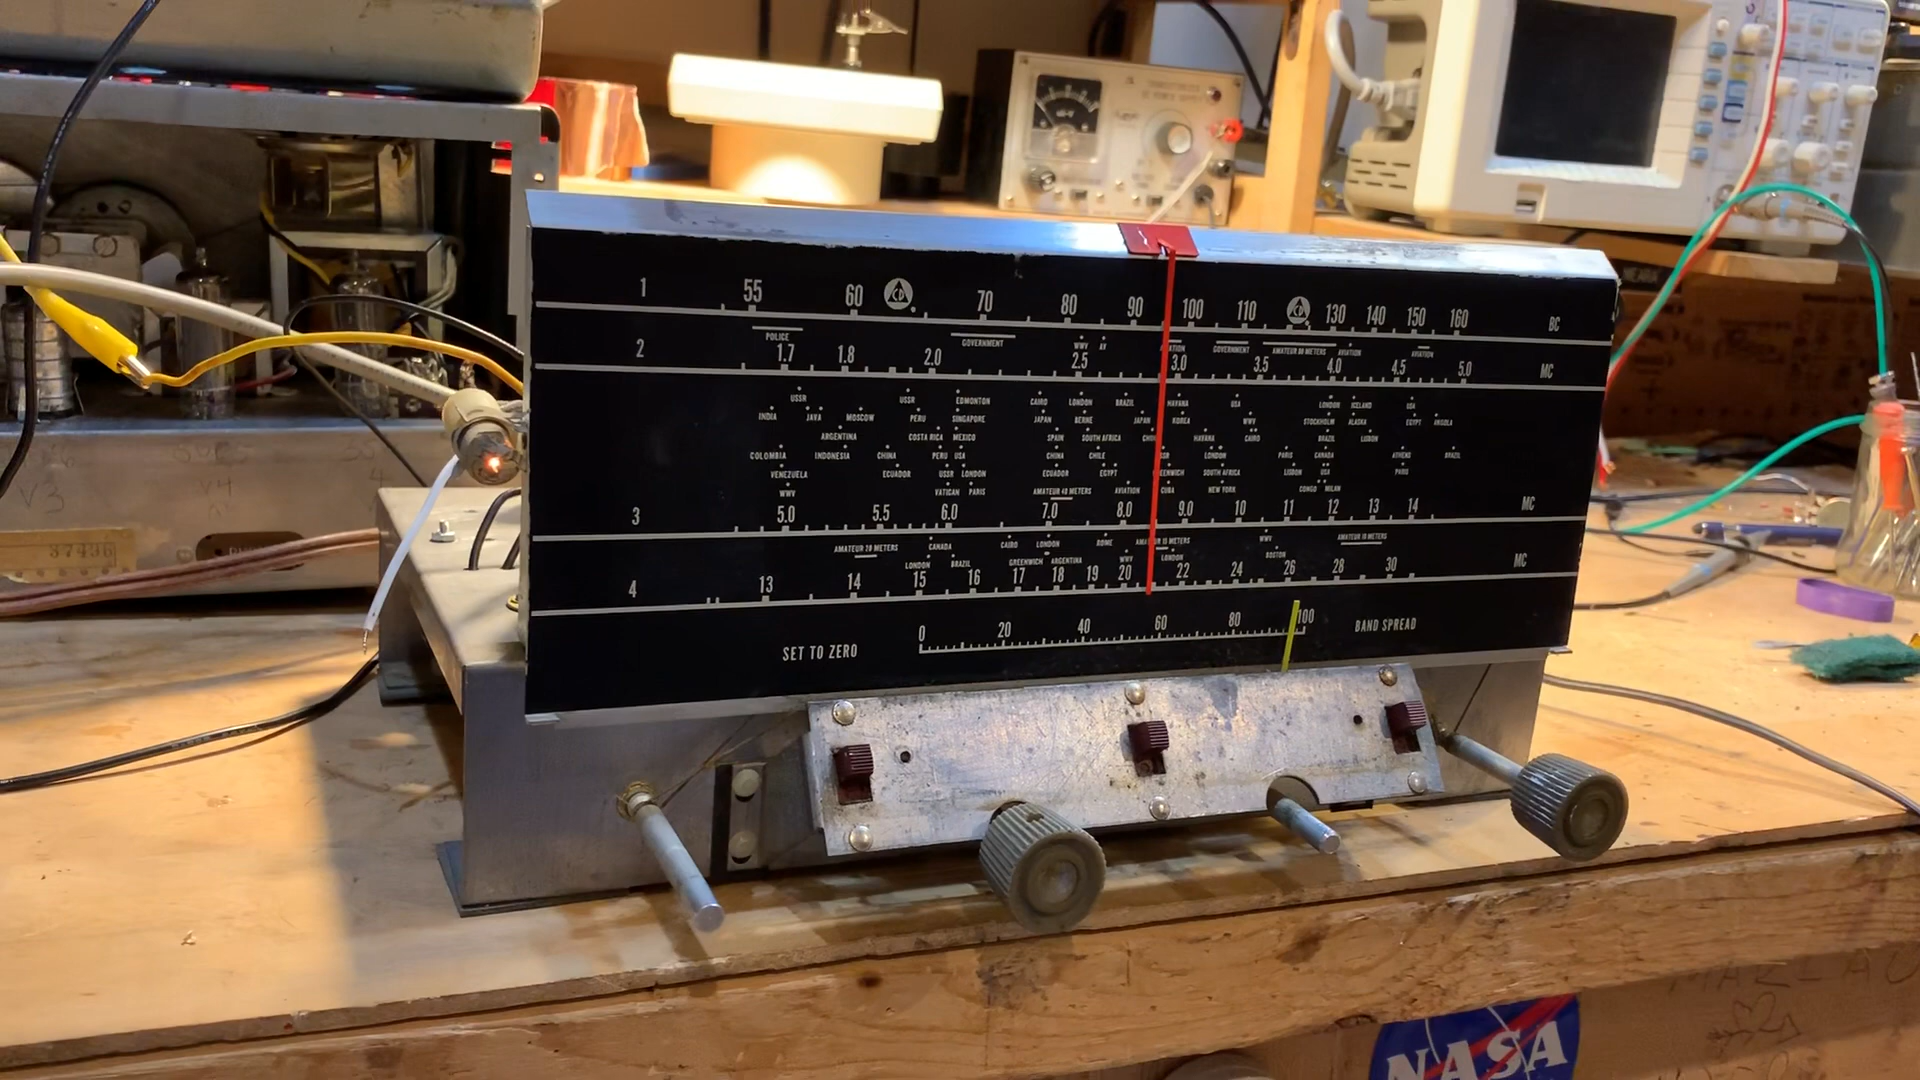 1 55 60 CD 70 80 90 100 110 CD 130 140 150 160 BC
POLICE GOVERNMENT WWV GOVERNMENT AMATEUR 80 METERS AVIATION AVIATION
2 1.7 1.8 2.0 2.5 3.0 3.5 4.0 4.5 5.0 MC
USSR USSR EDMONTON CAIRO LONDON BRAZIL HAVANA USA LONDON ICELAND USA
INDIA JAVA MOSCOW PERU SINGAPORE JAPAN BERNE JAPAN KOREA WWV STOCKHOLM ALASKA EGYPT ANGOLA
ARGENTINA COSTA RICA MEXICO SPAIN SOUTH AFRICA HAVANA CAIRO BRAZIL LISBON
COLOMBIA INDONESIA CHINA PERU USA CHINA CHILE LONDON PARIS CANADA ATHENS BRAZIL
VENEZUELA ECUADOR USSR LONDON ECUADOR EGYPT SOUTH AFRICA LISBON USA PARIS
WWV VATICAN PARIS AMATEUR 40 METERS AVIATION CUBA NEW YORK CONGO MILAN
3 5.0 5.5 6.0 7.0 8.0 9.0 10 11 12 13 14 MC
AMATEUR 20 METERS CANADA CAIRO LONDON ROME AMATEUR 15 METERS WWV AMATEUR 10 METERS
LONDON BRAZIL GREENWICH ARGENTINA WWV LONDON BOSTON
4 13 14 15 16 17 18 19 20 22 24 26 28 30 MC
SET TO ZERO 0 20 40 60 80 100 BAND SPREAD
V3
V4
37496
NASA